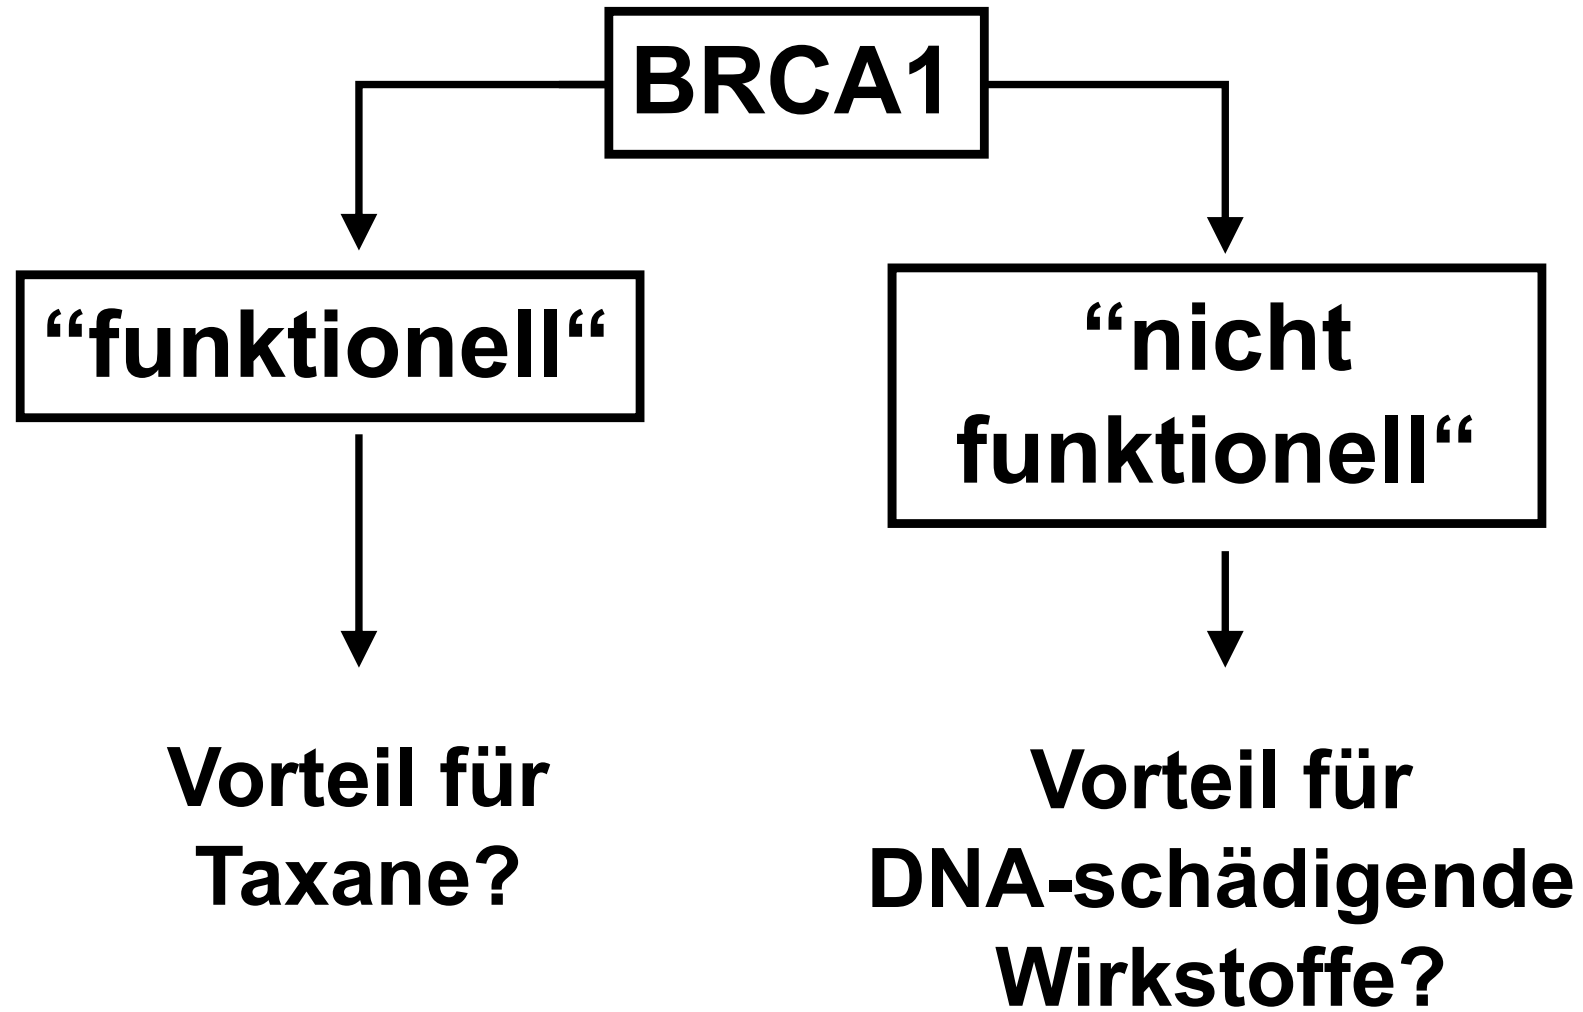 BRCA1
“funktionell“
“nicht
funktionell“
Vorteil für
Taxane?
Vorteil für
DNA-schädigende
Wirkstoffe?